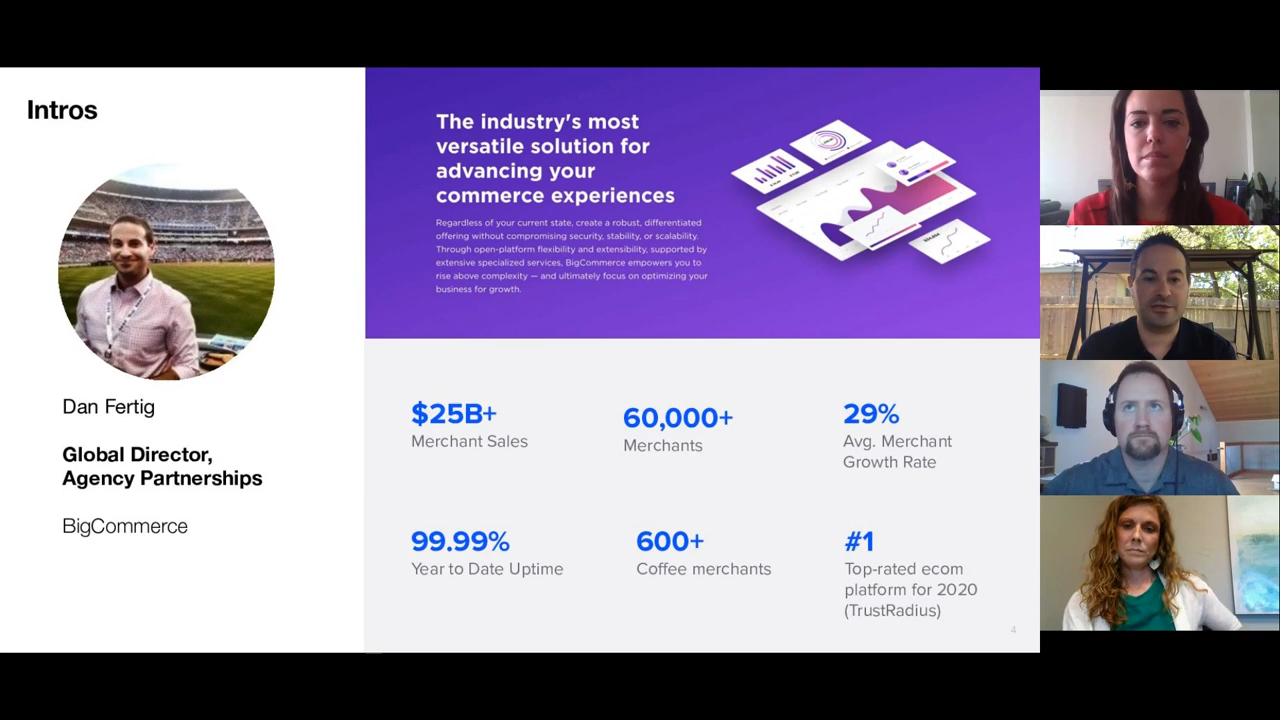 Intros
Dan Fertig
Global Director,
Agency Partnerships
BigCommerce
The industry's most
versatile solution for
advancing your
commerce experiences
Regardless of your current state, create a robust, differentiated
offering without compromising security, stability, or scalability.
Through open-platform flexibility and extensibility, supported by
extensive specialized services, BigCommerce empowers you to
rise above complexity — and ultimately focus on optimizing your
business for growth.
$25B+
Merchant Sales
60,000+
Merchants
29%
Avg. Merchant
Growth Rate
99.99%
Year to Date Uptime
600+
Coffee merchants
#1
Top-rated ecom
platform for 2020
(TrustRadius)
4